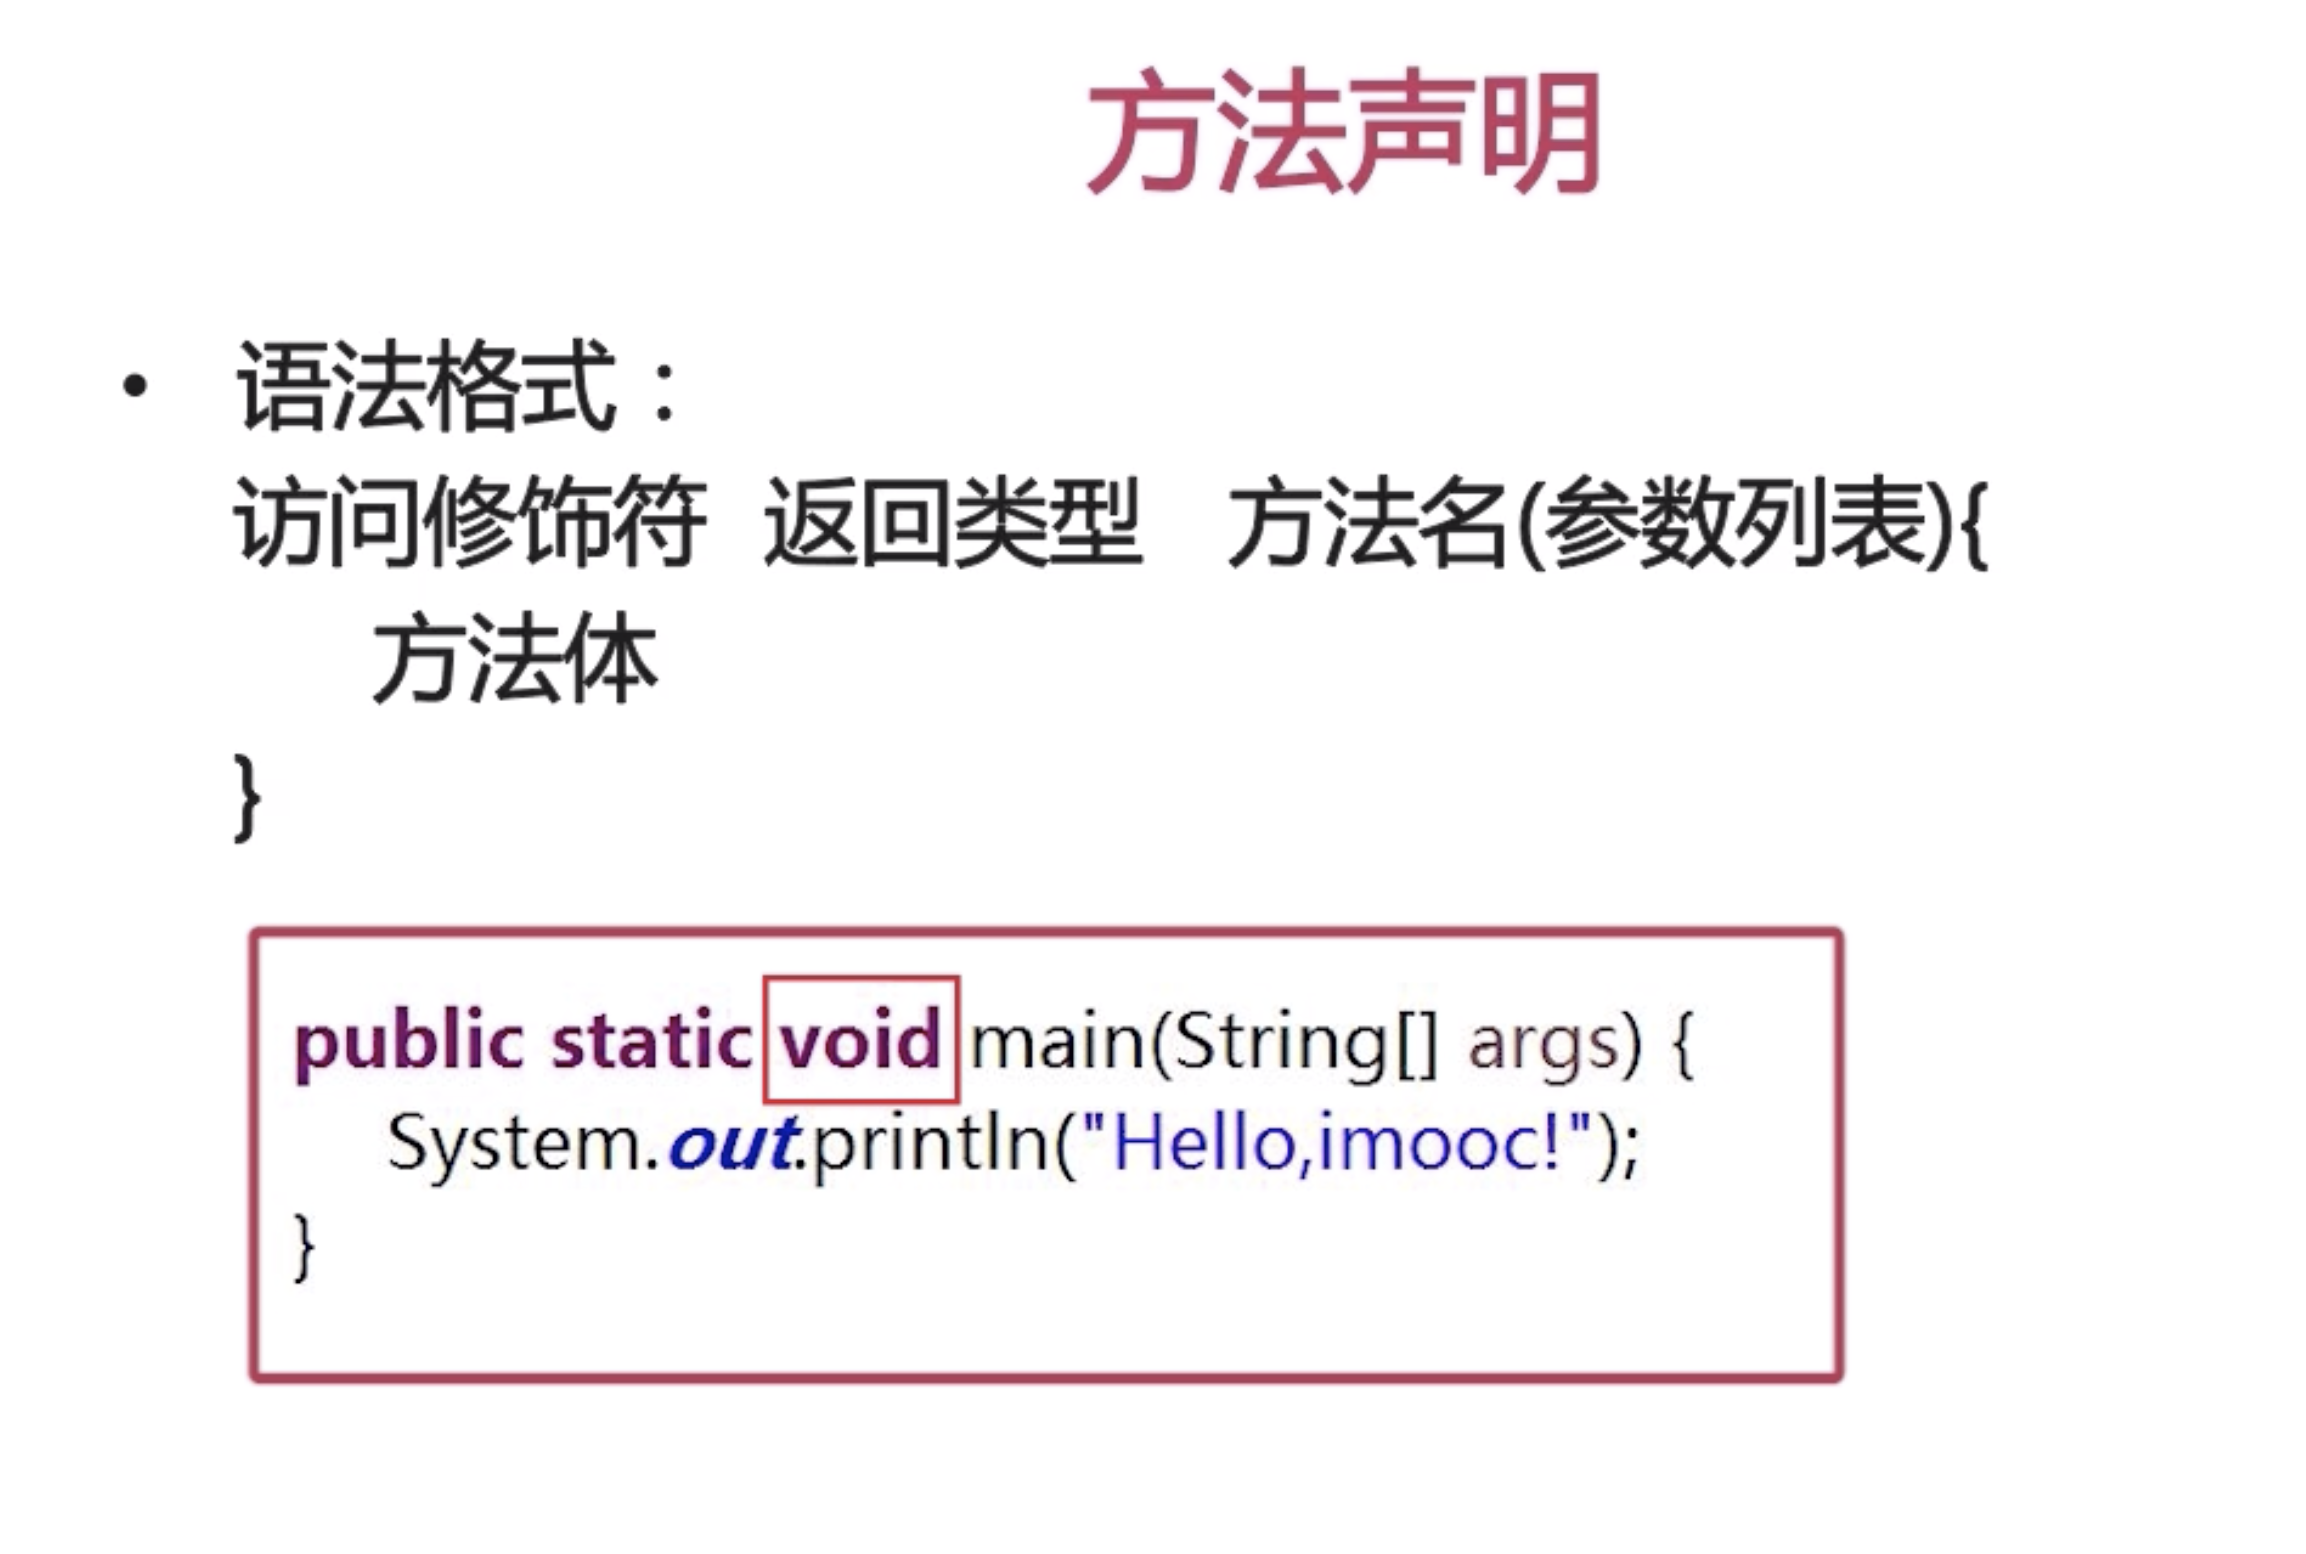 方法声明
• 语法格式：
访问修饰符 返回类型 方法名(参数列表){
方法体
}
public static void main(String[] args) {
System.out.println("Hello,imooc!");
}